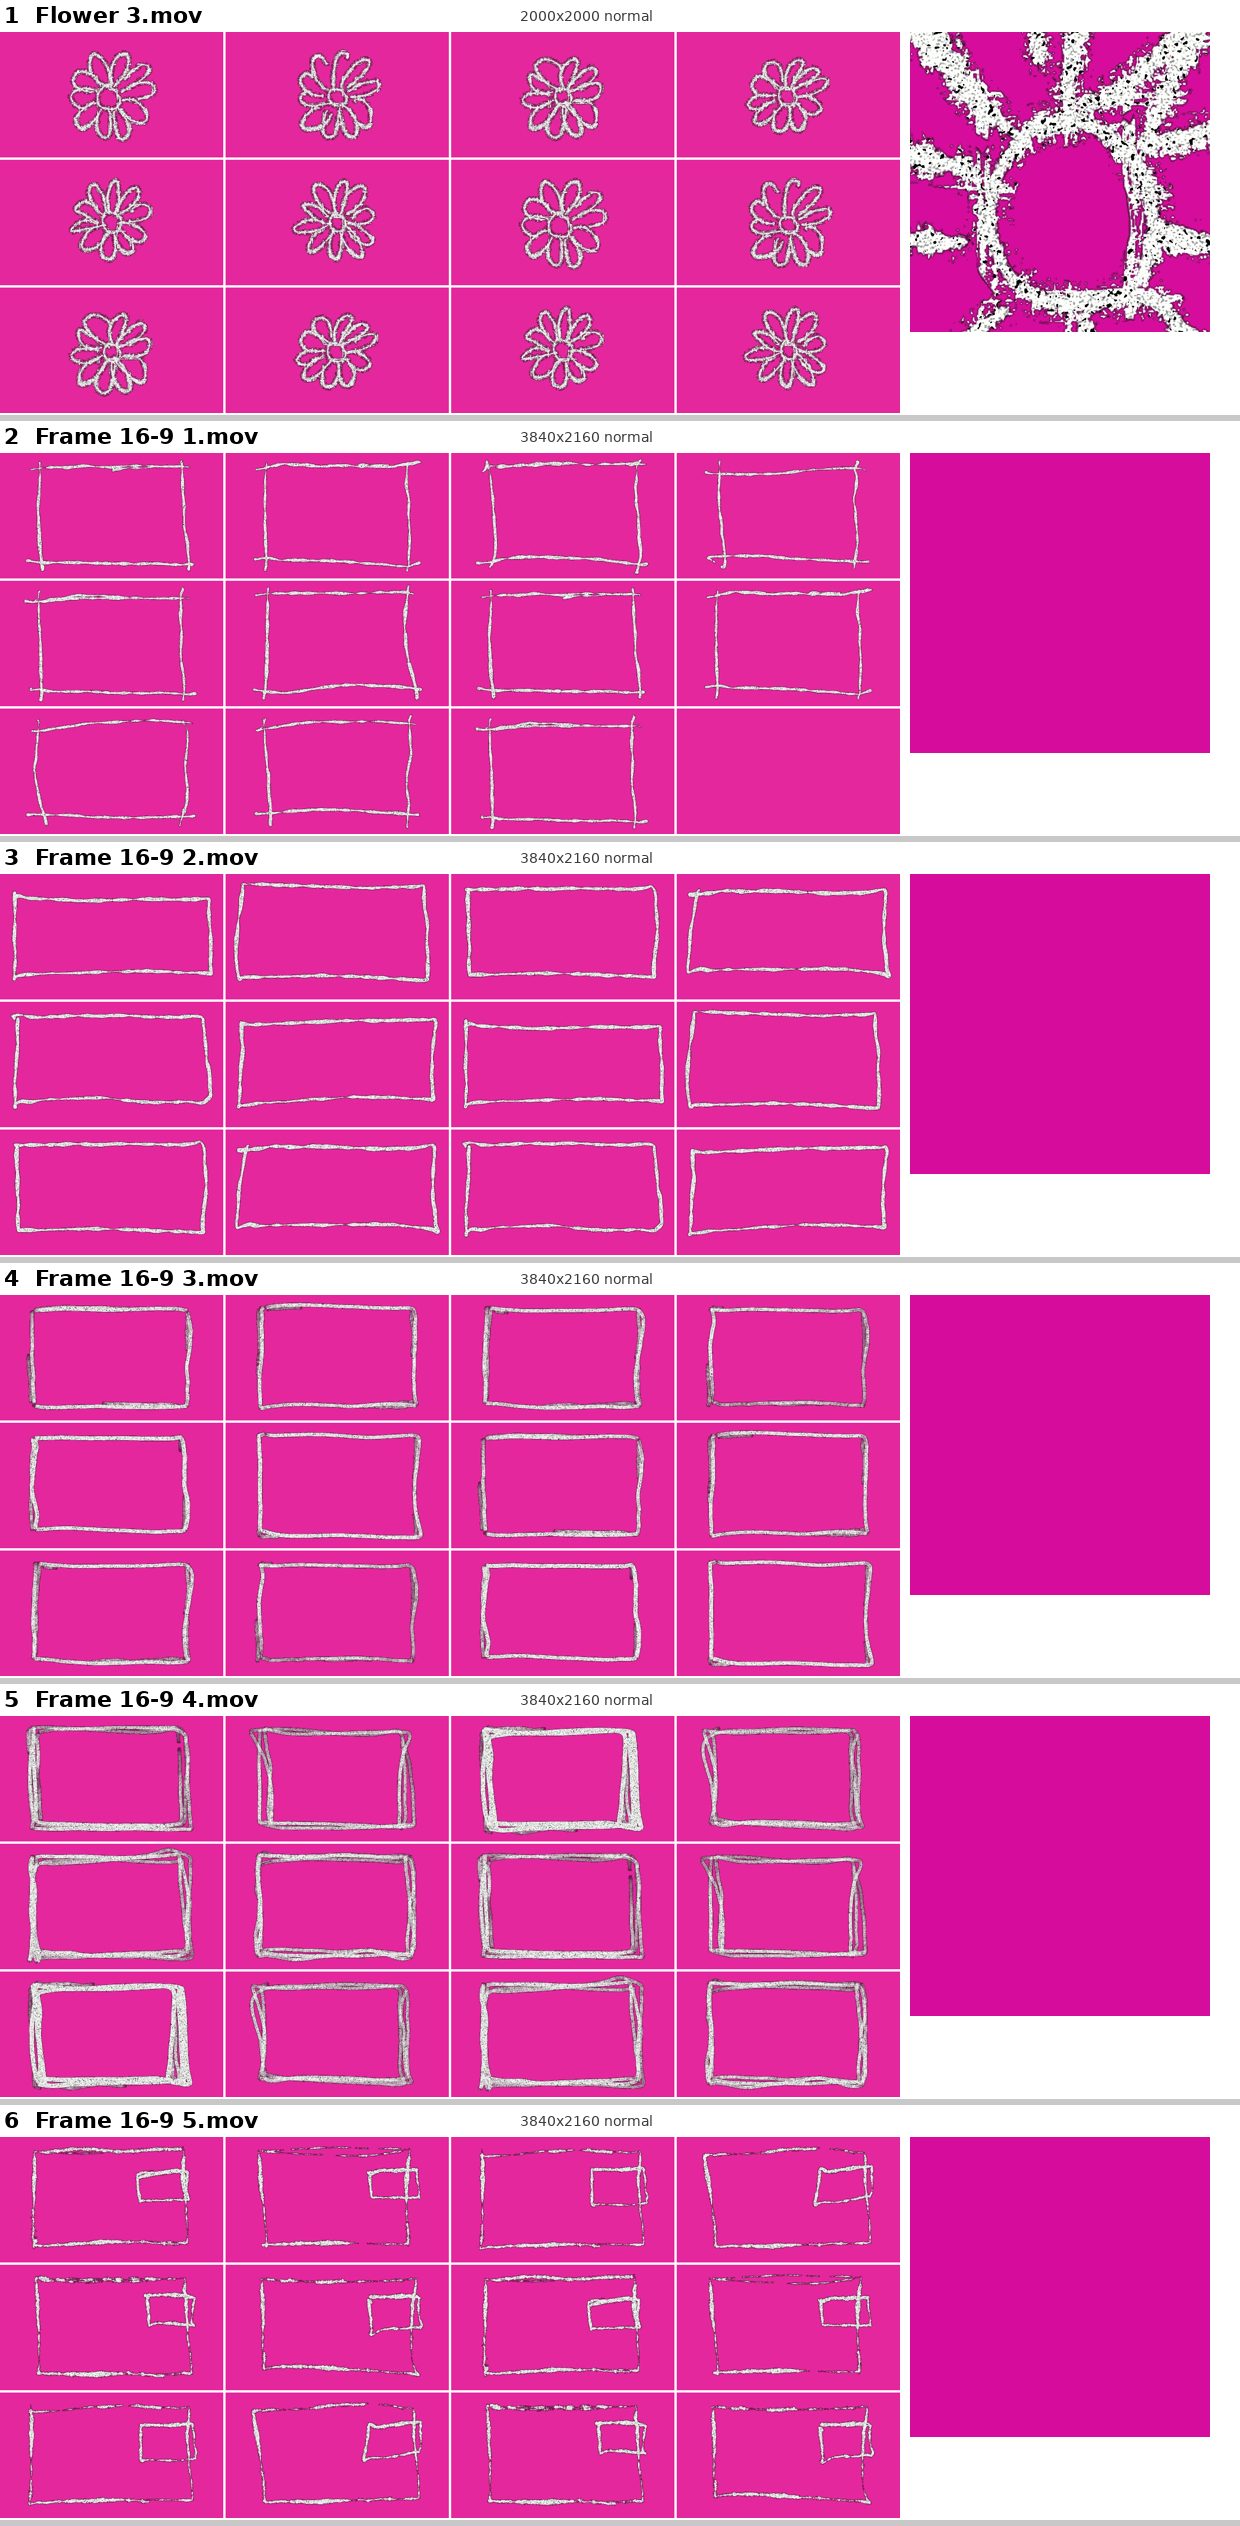 1 Flower 3.mov 2000x2000 normal
2 Frame 16-9 1.mov 3840x2160 normal
3 Frame 16-9 2.mov 3840x2160 normal
4 Frame 16-9 3.mov 3840x2160 normal
5 Frame 16-9 4.mov 3840x2160 normal
6 Frame 16-9 5.mov 3840x2160 normal